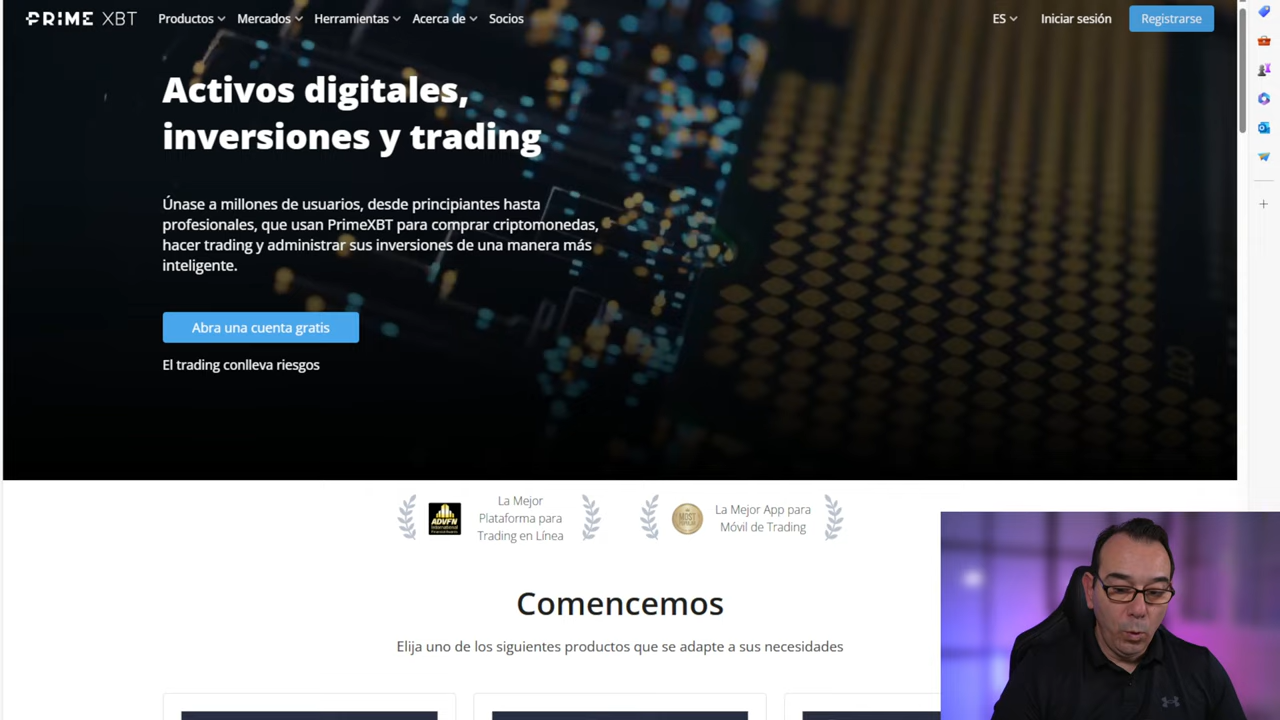 PRIME XBT
Productos
Mercados
Herramientas
Acerca de
Socios
ES
Iniciar sesión
Registrarse
Activos digitales,
inversiones y trading
Únase a millones de usuarios, desde principiantes hasta
profesionales, que usan PrimeXBT para comprar criptomonedas,
hacer trading y administrar sus inversiones de una manera más
inteligente.
Abra una cuenta gratis
El trading conlleva riesgos
ADVFN
La Mejor
Plataforma para
Trading en Línea
MOST
La Mejor App para
Móvil de Trading
Comencemos
Elija uno de los siguientes productos que se adapte a sus necesidades